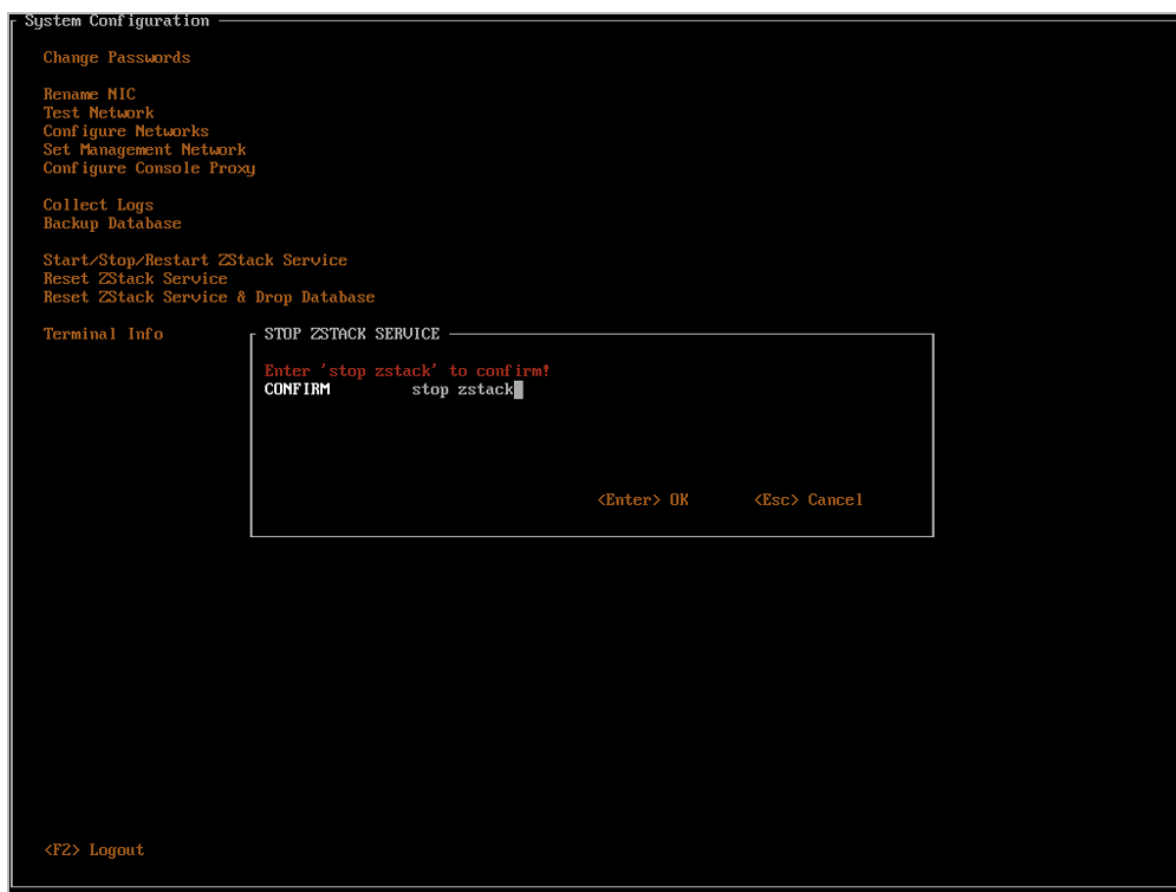 System Configuration
Change Passwords
Rename NIC
Test Network
Configure Networks
Set Management Network
Configure Console Proxy
Collect Logs
Backup Database
Start/Stop/Restart ZStack Service
Reset ZStack Service
Reset ZStack Service & Drop Database
Terminal Info
STOP ZSTACK SERVICE
Enter 'stop zstack' to confirm!
CONFIRM stop zstack
<Enter> OK <Esc> Cancel
<F2> Logout